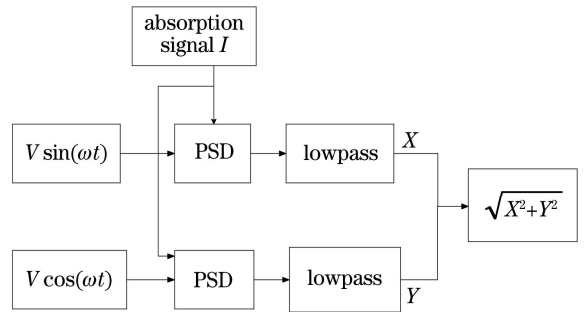 absorption
signal I
V sin(ωt)
PSD
lowpass
X
√X²+Y²
V cos(ωt)
PSD
lowpass
Y